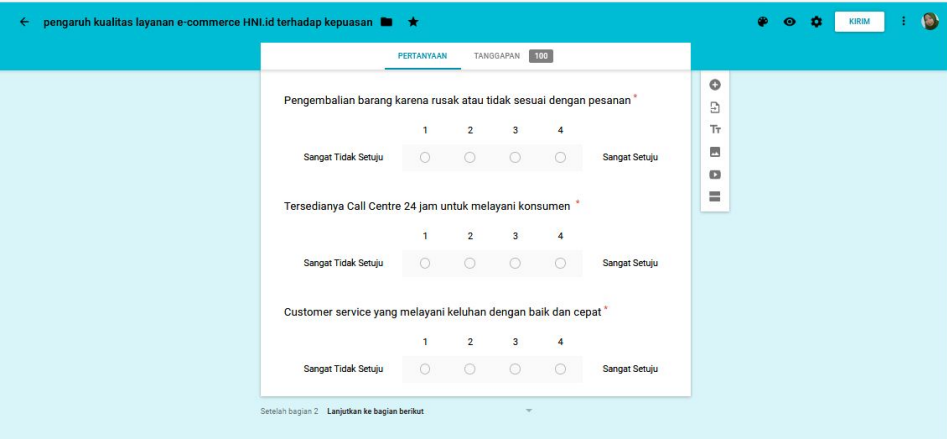 pengaruh kualitas layanan e-commerce HNI.id terhadap kepuasan
KIRIM
PERTANYAAN TANGGAPAN 100
Pengembalian barang karena rusak atau tidak sesuai dengan pesanan *
1 2 3 4
Sangat Tidak Setuju Sangat Setuju
Tersedianya Call Centre 24 jam untuk melayani konsumen *
1 2 3 4
Sangat Tidak Setuju Sangat Setuju
Customer service yang melayani keluhan dengan baik dan cepat *
1 2 3 4
Sangat Tidak Setuju Sangat Setuju
Setelah bagian 2 Lanjutkan ke bagian berikut